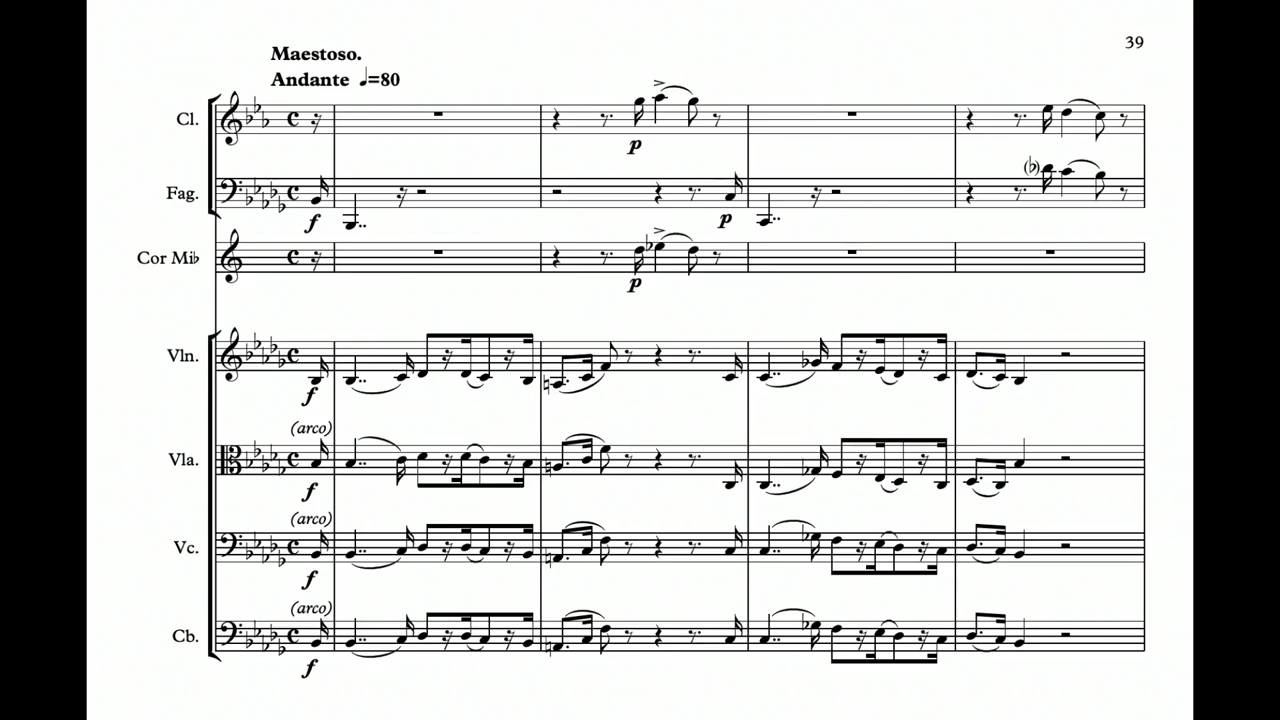 39
Maestoso.
Andante ♩=80
Cl.
p
Fag.
f
p
Cor Mi♭
p
Vln.
f
(arco)
Vla.
f
(arco)
Vc.
f
(arco)
Cb.
f